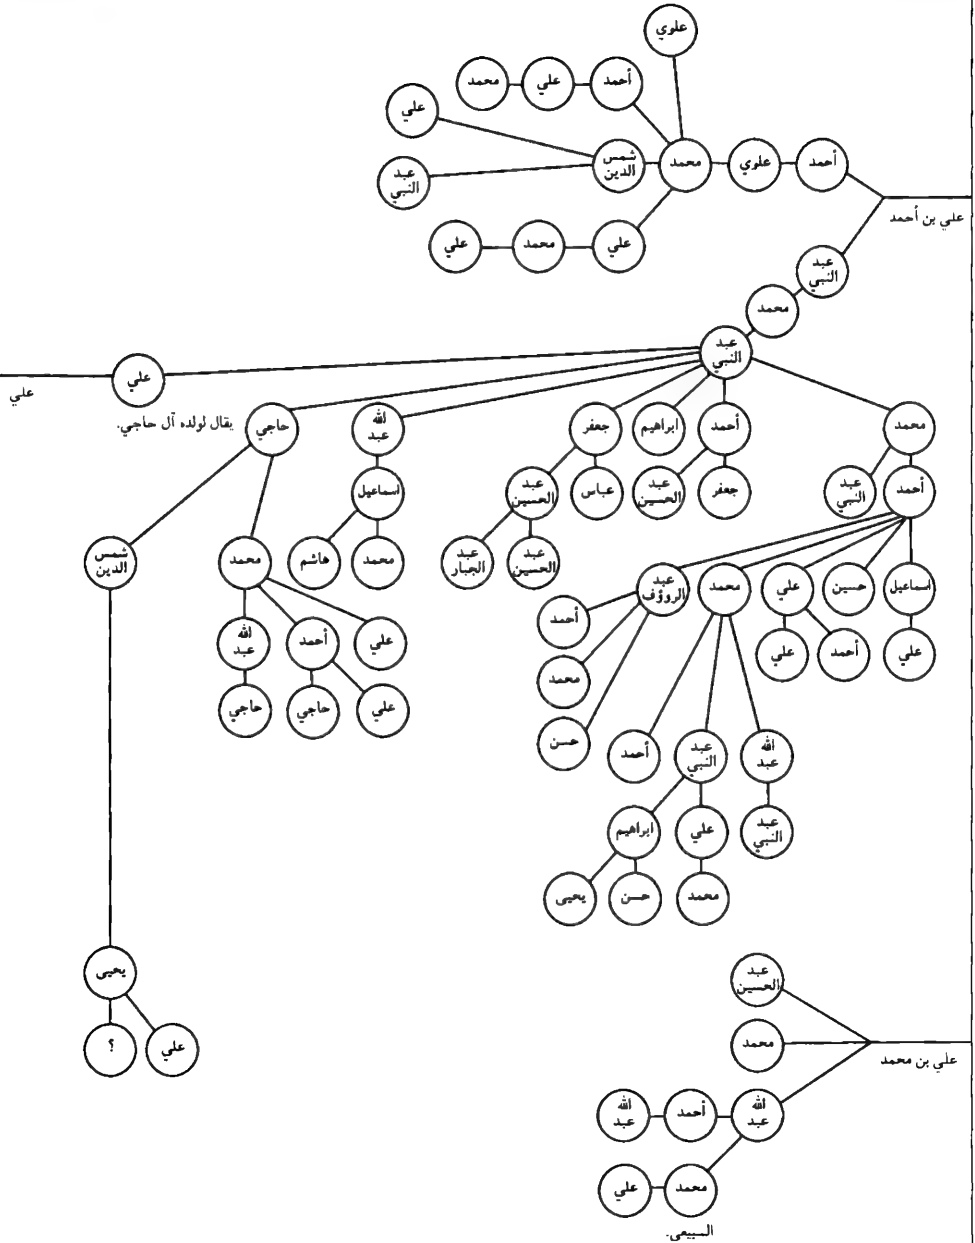 علوي
أحمد
علي
محمد
علي
أحمد
علوي
محمد
شمس
الدين
عبد
النبي
علي
محمد
علي
علي بن أحمد
عبد
النبي
محمد
عبد
النبي
علي
علي
محمد
أحمد
ابراهيم
جعفر
الله
عبد
حاجي
يقال لولده آل حاجي.
أحمد
عبد
النبي
جعفر
عبد
الحسين
عباس
عبد
الحسين
اسماعيل
اسماعيل
حسين
علي
محمد
عبد
الروؤف
عبد
الحسين
عبد
الجبار
محمد
هاشم
محمد
شمس
الدين
علي
أحمد
علي
أحمد
محمد
حسن
علي
أحمد
الله
عبد
علي
حاجي
حاجي
الله
عبد
عبد
النبي
أحمد
عبد
النبي
علي
ابراهيم
محمد
حسن
يحيى
يحيى
علي
؟
عبد
الحسين
محمد
علي بن محمد
الله
عبد
أحمد
الله
عبد
محمد
علي
السبيعي.